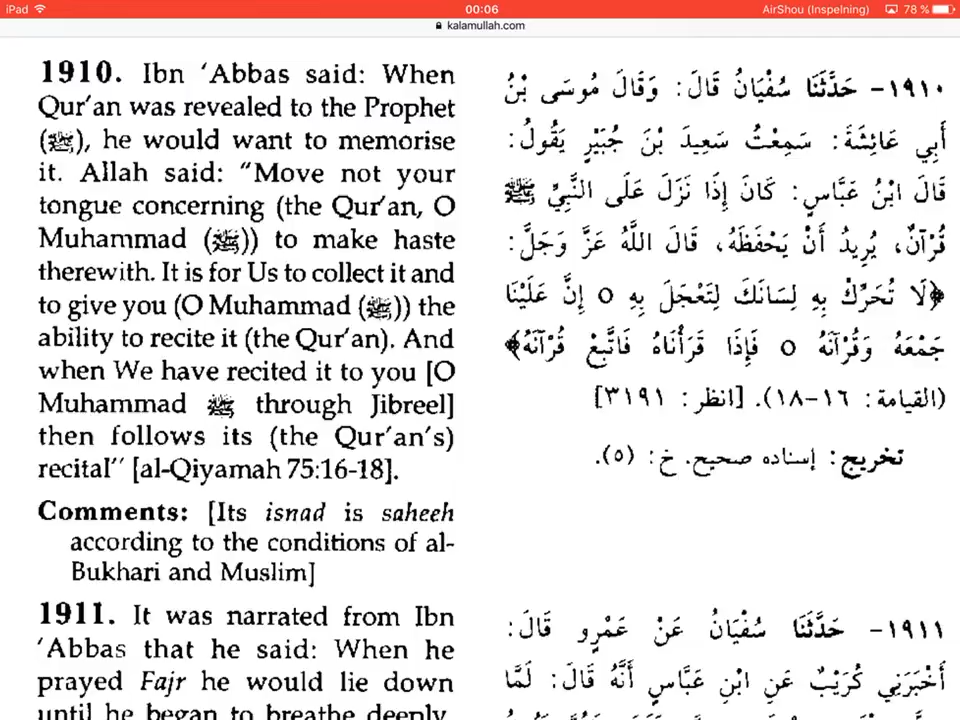 iPad
00:06
AirShou (Inspelning)
78 %
kalamullah.com
1910. Ibn ‘Abbas said: When
Qur’an was revealed to the Prophet
(ﷺ), he would want to memorise
it. Allah said: “Move not your
tongue concerning (the Qur’an, O
Muhammad (ﷺ)) to make haste
therewith. It is for Us to collect it and
to give you (O Muhammad (ﷺ)) the
ability to recite it (the Qur’an). And
when We have recited it to you [O
Muhammad ﷺ through Jibreel]
then follows its (the Qur’an’s)
recital” [al-Qiyamah 75:16-18].
Comments: [Its isnad is saheeh
according to the conditions of al-
Bukhari and Muslim]
1911. It was narrated from Ibn
‘Abbas that he said: When he
prayed Fajr he would lie down
until he began to breathe deeply,
١٩١٠- حَدَّثَنَا سُفْيَانُ قَالَ: وَقَالَ مُوسَى بْنُ
أَبِي عَائِشَةَ: سَمِعْتُ سَعِيدَ بْنَ جُبَيْرٍ يَقُولُ:
قَالَ ابْنُ عَبَّاسٍ: كَانَ إِذَا نَزَلَ عَلَى النَّبِيِّ ﷺ
قُرْآنٌ، يُرِيدُ أَنْ يَحْفَظَهُ، قَالَ اللَّهُ عَزَّ وَجَلَّ:
﴿لَا تُحَرِّكْ بِهِ لِسَانَكَ لِتَعْجَلَ بِهِ ○ إِنَّ عَلَيْنَا
جَمْعَهُ وَقُرْآنَهُ ○ فَإِذَا قَرَأْنَاهُ فَاتَّبِعْ قُرْآنَهُ﴾
(القيامة: ١٦-١٨). [انظر: ٣١٩١]
تخريج: إسناده صحيح. خ: (٥).
١٩١١- حَدَّثَنَا سُفْيَانُ عَنْ عَمْرٍو قَالَ:
أَخْبَرَنِي كُرَيْبٌ عَنِ ابْنِ عَبَّاسٍ أَنَّهُ قَالَ: لَمَّا